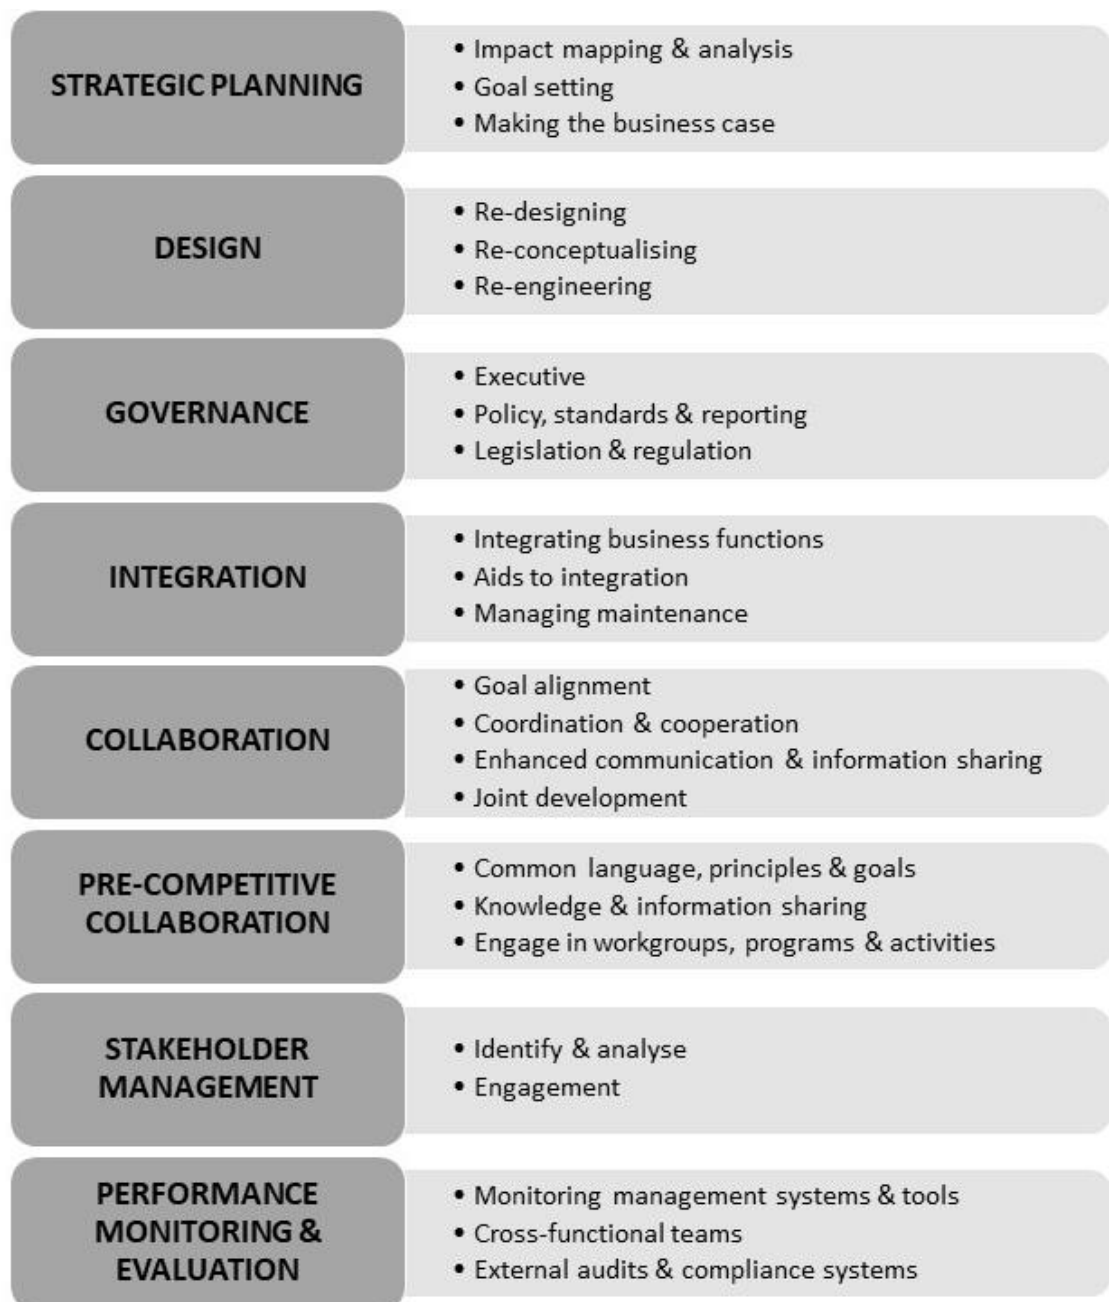 STRATEGIC PLANNING
• Impact mapping & analysis
• Goal setting
• Making the business case
DESIGN
• Re-designing
• Re-conceptualising
• Re-engineering
GOVERNANCE
• Executive
• Policy, standards & reporting
• Legislation & regulation
INTEGRATION
• Integrating business functions
• Aids to integration
• Managing maintenance
COLLABORATION
• Goal alignment
• Coordination & cooperation
• Enhanced communication & information sharing
• Joint development
PRE-COMPETITIVE
COLLABORATION
• Common language, principles & goals
• Knowledge & information sharing
• Engage in workgroups, programs & activities
STAKEHOLDER
MANAGEMENT
• Identify & analyse
• Engagement
PERFORMANCE
MONITORING &
EVALUATION
• Monitoring management systems & tools
• Cross-functional teams
• External audits & compliance systems